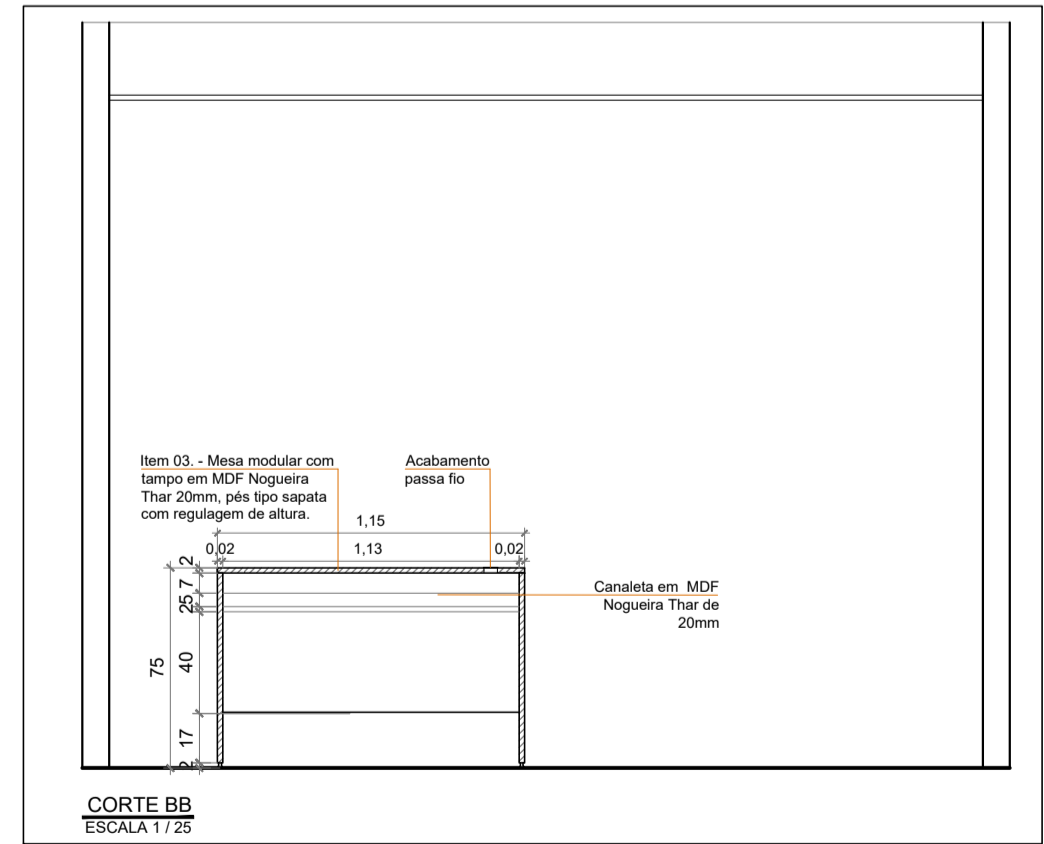 Item 03. - Mesa modular com
tampo em MDF Nogueira
Thar 20mm, pés tipo sapata
com regulagem de altura.
Acabamento
passa fio
1,15
0,02
1,13
0,02
2
7
5
2
40
17
2
75
Canaleta em MDF
Nogueira Thar de
20mm
CORTE BB
ESCALA 1 / 25